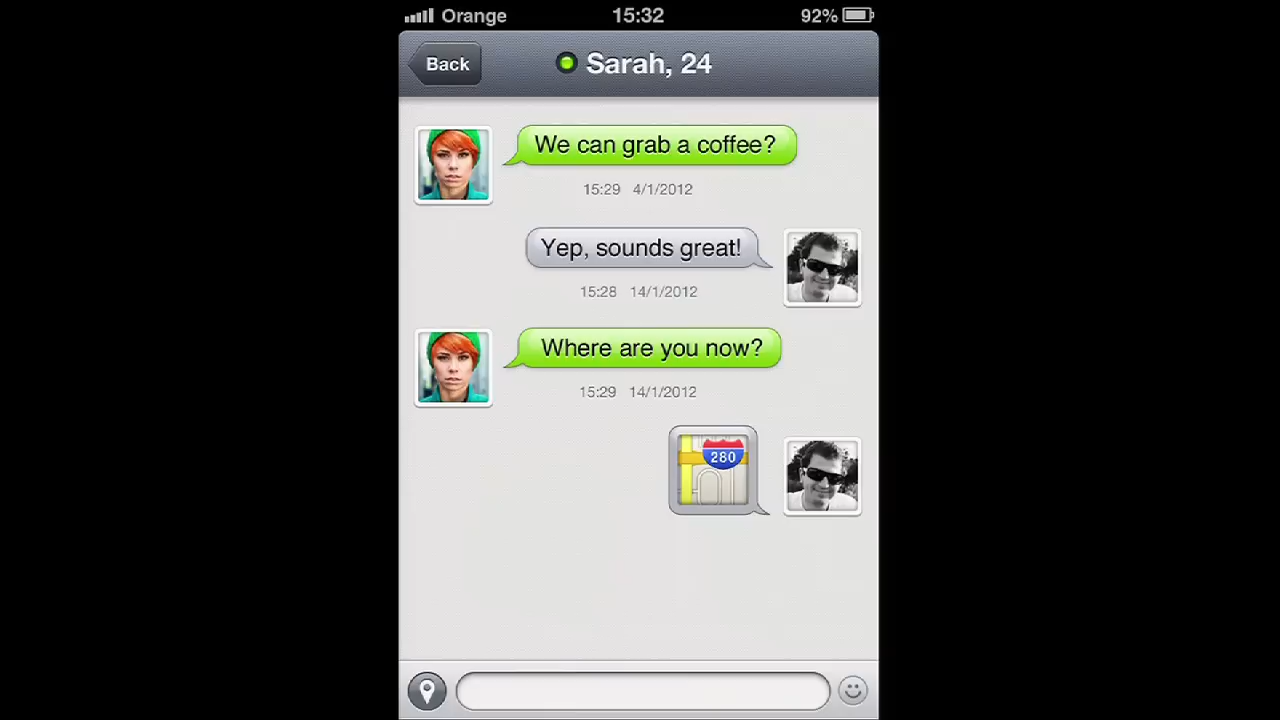 Orange 15:32 92%
Back Sarah, 24
We can grab a coffee?
15:29 4/1/2012
Yep, sounds great!
15:28 14/1/2012
Where are you now?
15:29 14/1/2012
280